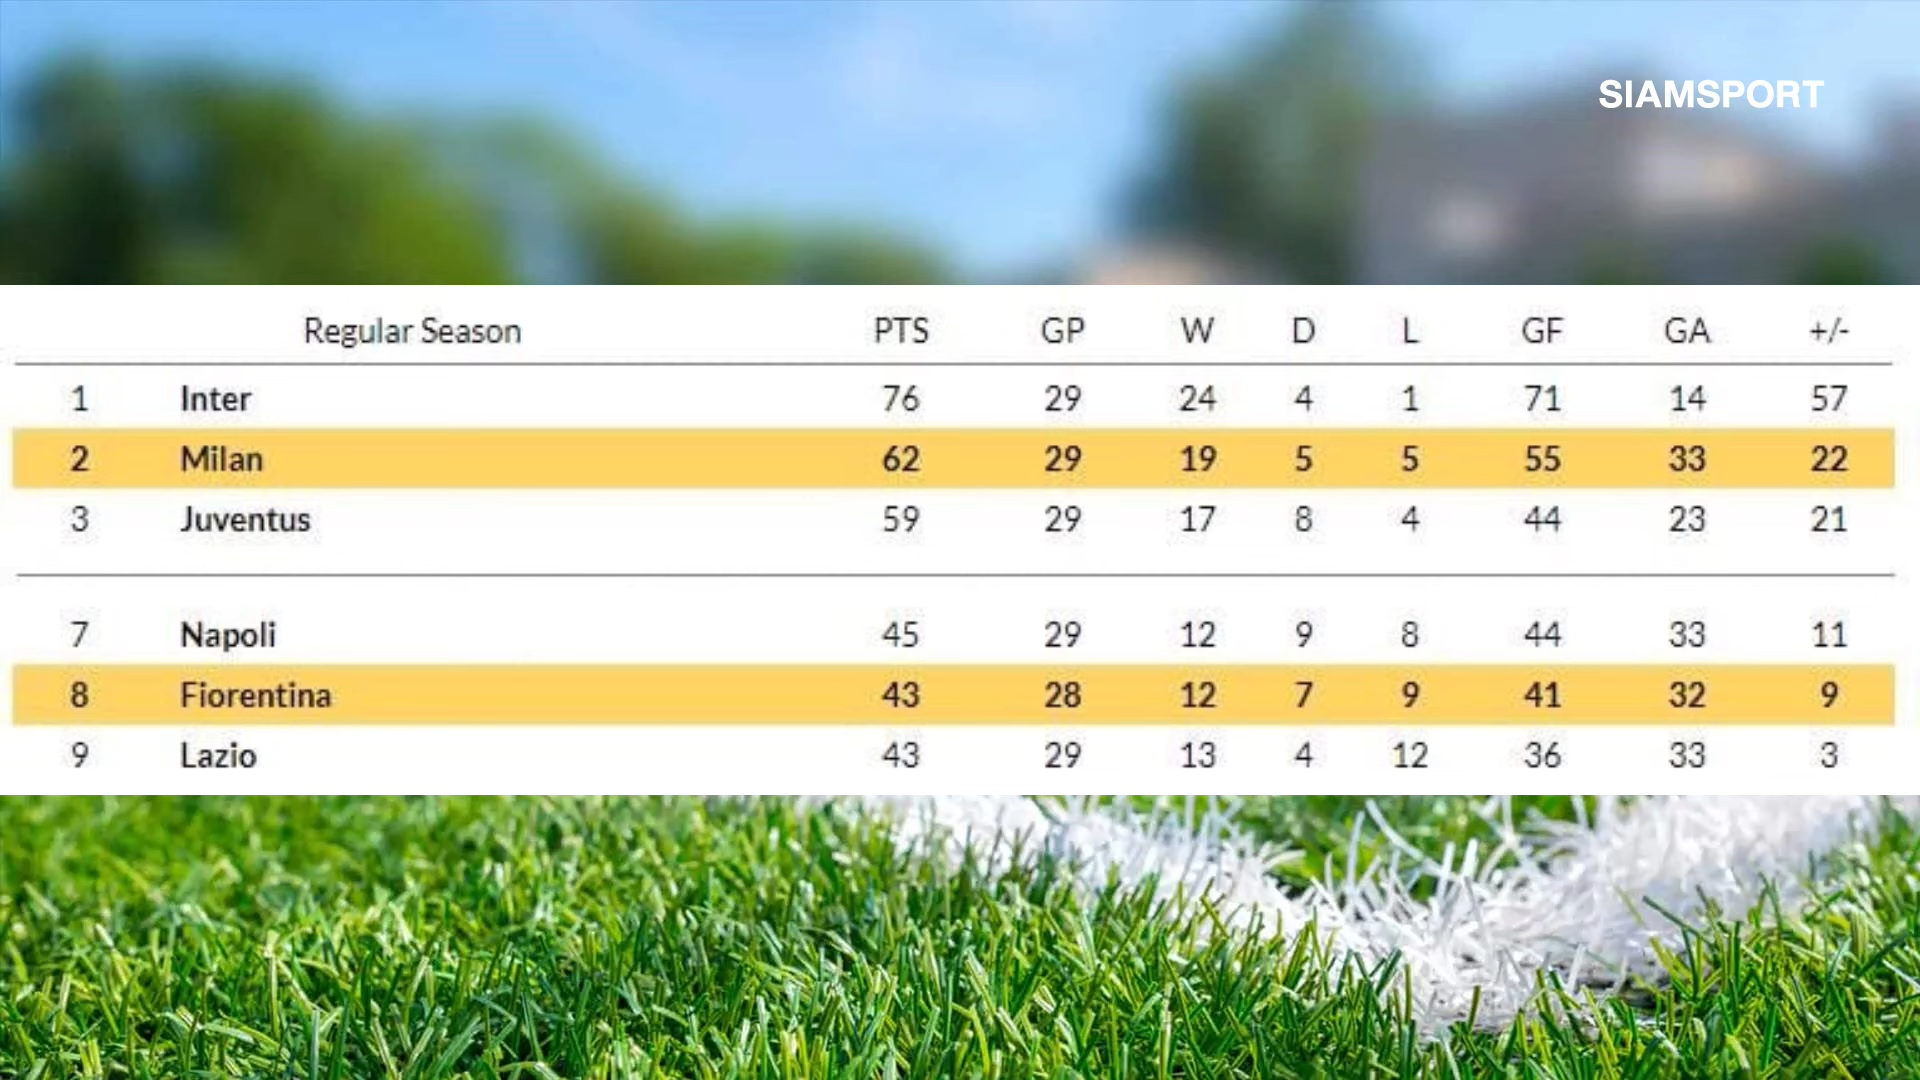 SIAMSPORT
Regular Season PTS GP W D L GF GA +/-
1 Inter 76 29 24 4 1 71 14 57
2 Milan 62 29 19 5 5 55 33 22
3 Juventus 59 29 17 8 4 44 23 21
7 Napoli 45 29 12 9 8 44 33 11
8 Fiorentina 43 28 12 7 9 41 32 9
9 Lazio 43 29 13 4 12 36 33 3